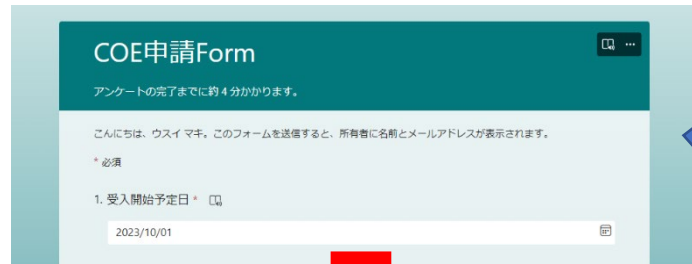 COE申請Form
アンケートの完了までに約 4 分かかります。
こんにちは、ウスイ マキ。このフォームを送信すると、所有者に名前とメールアドレスが表示されます。
* 必須
1. 受入開始予定日 *
2023/10/01